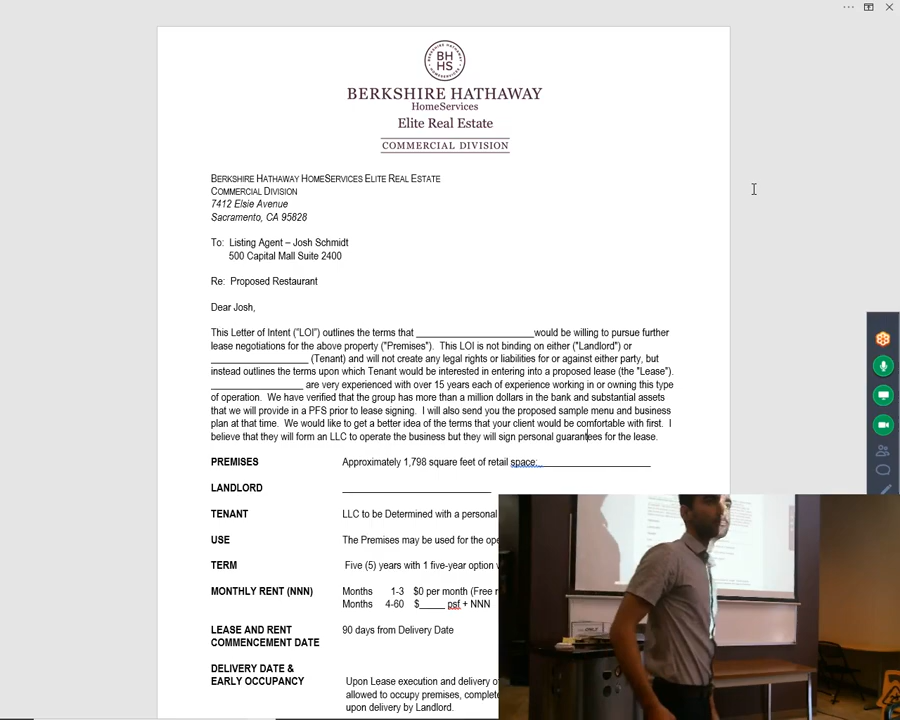 BH
HS
BERKSHIRE HATHAWAY
HomeServices
Elite Real Estate
COMMERCIAL DIVISION
BERKSHIRE HATHAWAY HOMESERVICES ELITE REAL ESTATE
COMMERCIAL DIVISION
7412 Elsie Avenue
Sacramento, CA 95828
To: Listing Agent – Josh Schmidt
500 Capital Mall Suite 2400
Re: Proposed Restaurant
Dear Josh,
This Letter of Intent ("LOI") outlines the terms that ______________________would be willing to pursue further
lease negotiations for the above property ("Premises"). This LOI is not binding on either ("Landlord") or
__________________ (Tenant) and will not create any legal rights or liabilities for or against either party, but
instead outlines the terms upon which Tenant would be interested in entering into a proposed lease (the "Lease").
_________________ are very experienced with over 15 years each of experience working in or owning this type
of operation. We have verified that the group has more than a million dollars in the bank and substantial assets
that we will provide in a PFS prior to lease signing. I will also send you the proposed sample menu and business
plan at that time. We would like to get a better idea of the terms that your client would be comfortable with first. I
believe that they will form an LLC to operate the business but they will sign personal guarantees for the lease.
PREMISES Approximately 1,798 square feet of retail space:_____________________
LANDLORD ___________________________
TENANT LLC to be Determined with a personal
USE The Premises may be used for the ope
TERM Five (5) years with 1 five-year option
MONTHLY RENT (NNN) Months 1-3 $0 per month (Free
Months 4-60 $_____ psf + NNN
LEASE AND RENT 90 days from Delivery Date
COMMENCEMENT DATE
DELIVERY DATE &
EARLY OCCUPANCY Upon Lease execution and delivery of
allowed to occupy premises, complete
upon delivery by Landlord.